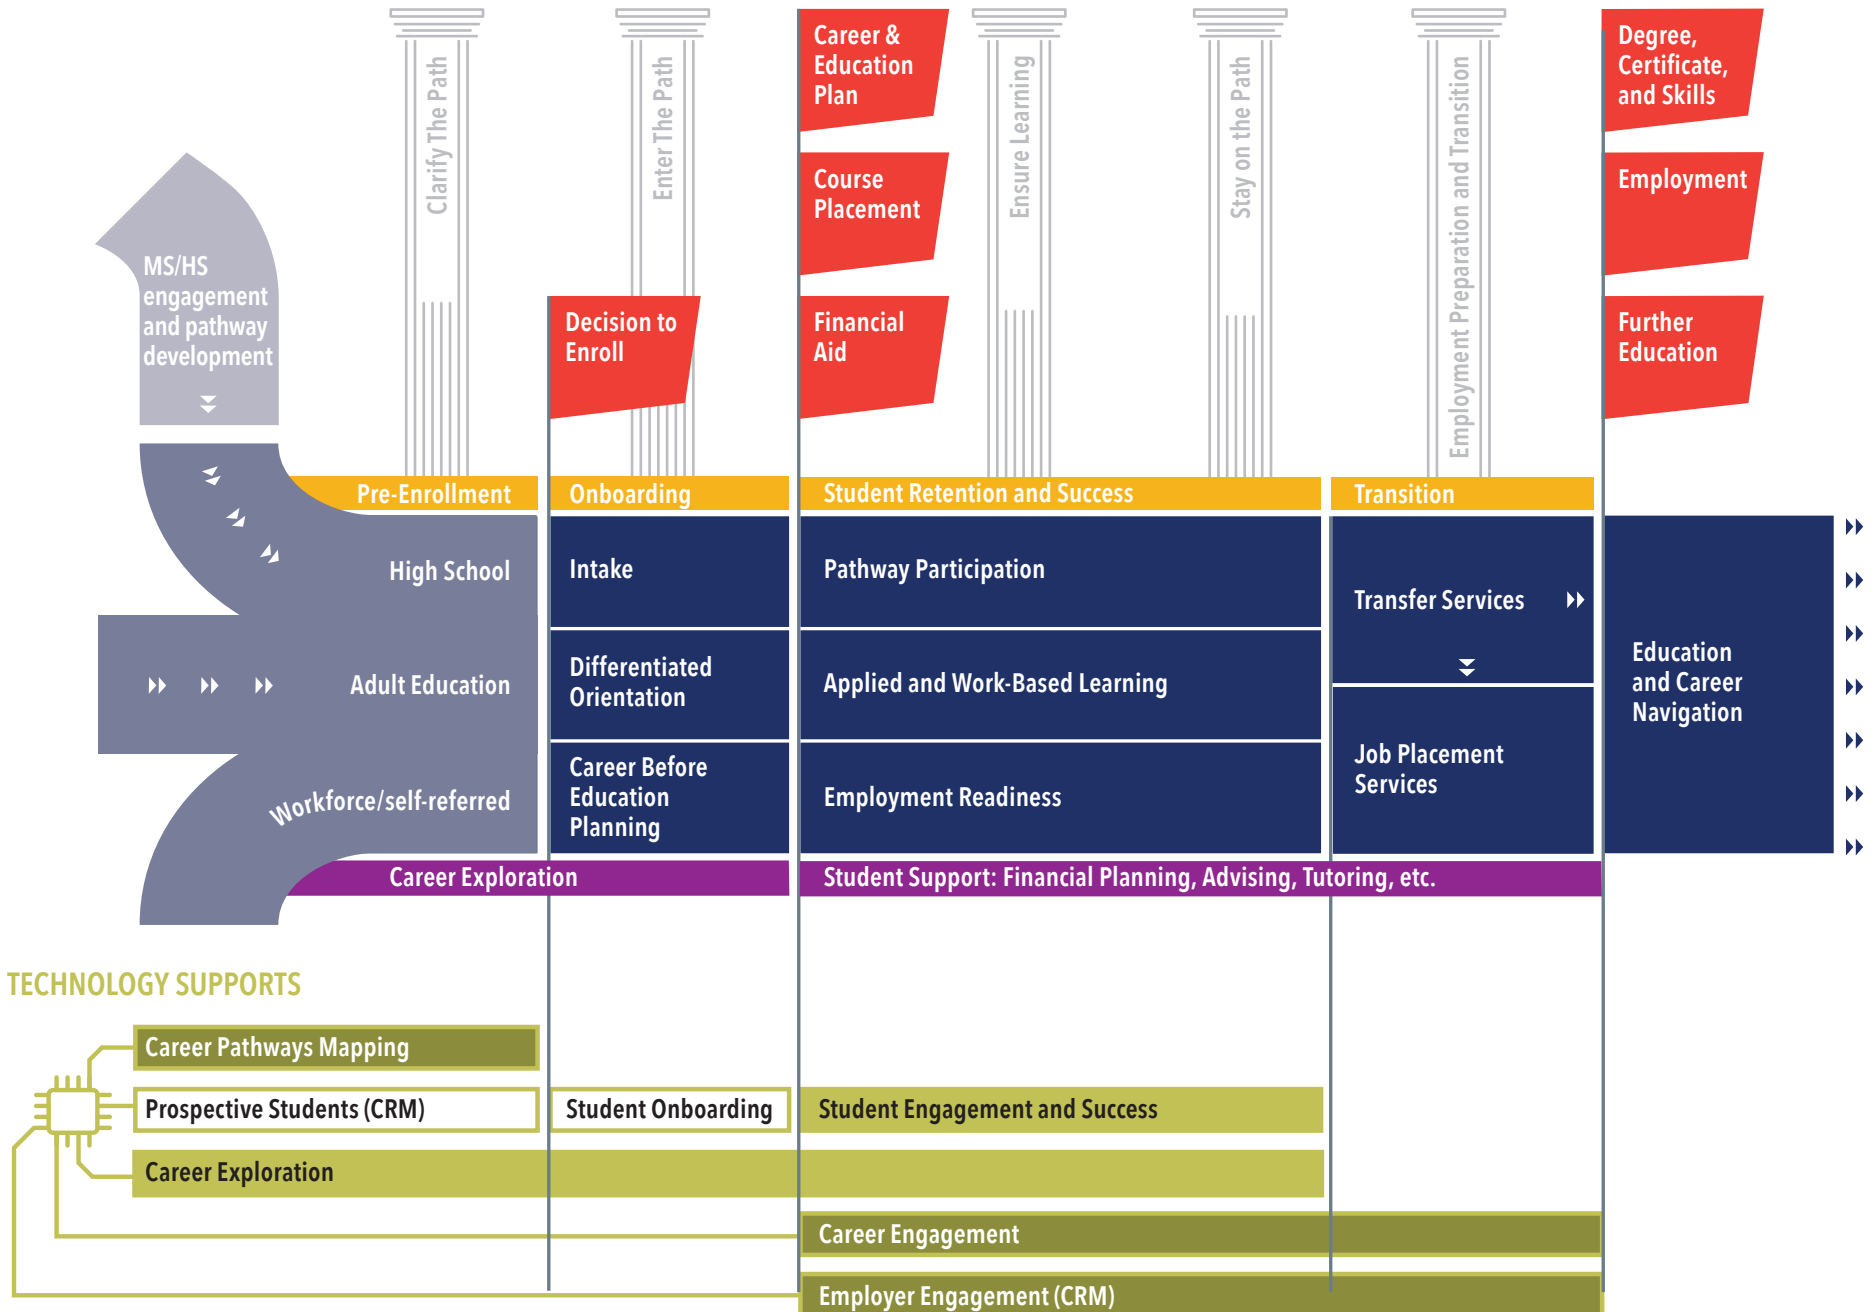 Clarify The Path
Enter The Path
Career &
Education
Plan
Ensure Learning
Stay on the Path
Employment Preparation and Transition
Degree,
Certificate,
and Skills
Course
Placement
Employment
MS/HS
engagement
and pathway
development
Decision to
Enroll
Financial
Aid
Further
Education
Pre-Enrollment
Onboarding
Student Retention and Success
Transition
High School
Intake
Pathway Participation
Transfer Services
Adult Education
Differentiated
Orientation
Applied and Work-Based Learning
Education
and Career
Navigation
Workforce/self-referred
Career Before
Education
Planning
Employment Readiness
Job Placement
Services
Career Exploration
Student Support: Financial Planning, Advising, Tutoring, etc.
TECHNOLOGY SUPPORTS
Career Pathways Mapping
Prospective Students (CRM)
Student Onboarding
Student Engagement and Success
Career Exploration
Career Engagement
Employer Engagement (CRM)